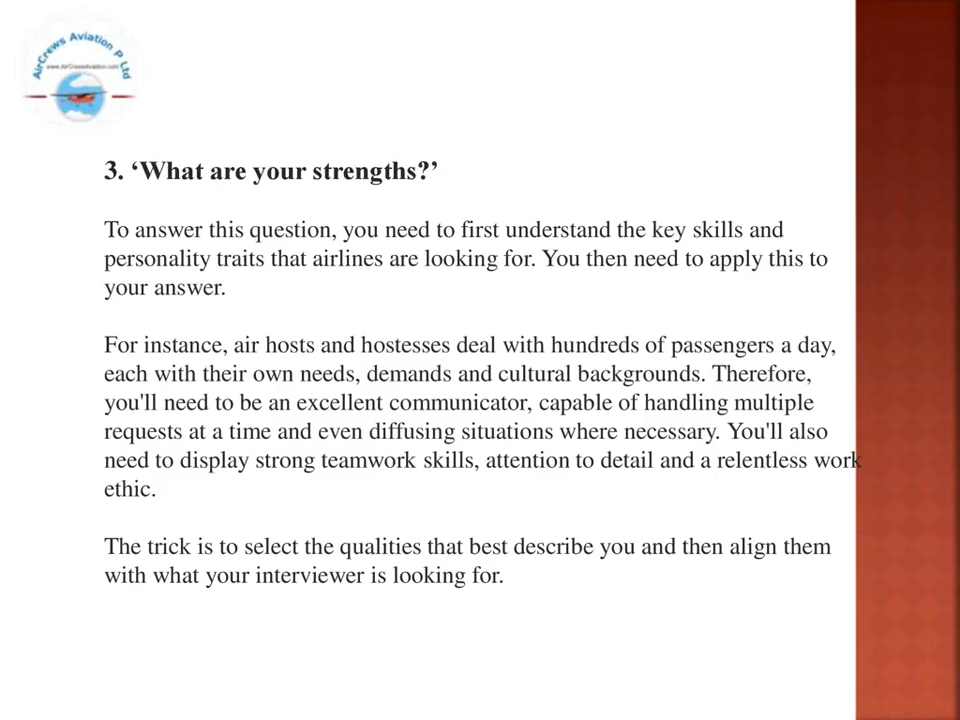 AirCrews Aviation P Ltd
www.AirCrewsAviation.com
3. ‘What are your strengths?’
To answer this question, you need to first understand the key skills and
personality traits that airlines are looking for. You then need to apply this to
your answer.
For instance, air hosts and hostesses deal with hundreds of passengers a day,
each with their own needs, demands and cultural backgrounds. Therefore,
you'll need to be an excellent communicator, capable of handling multiple
requests at a time and even diffusing situations where necessary. You'll also
need to display strong teamwork skills, attention to detail and a relentless work
ethic.
The trick is to select the qualities that best describe you and then align them
with what your interviewer is looking for.